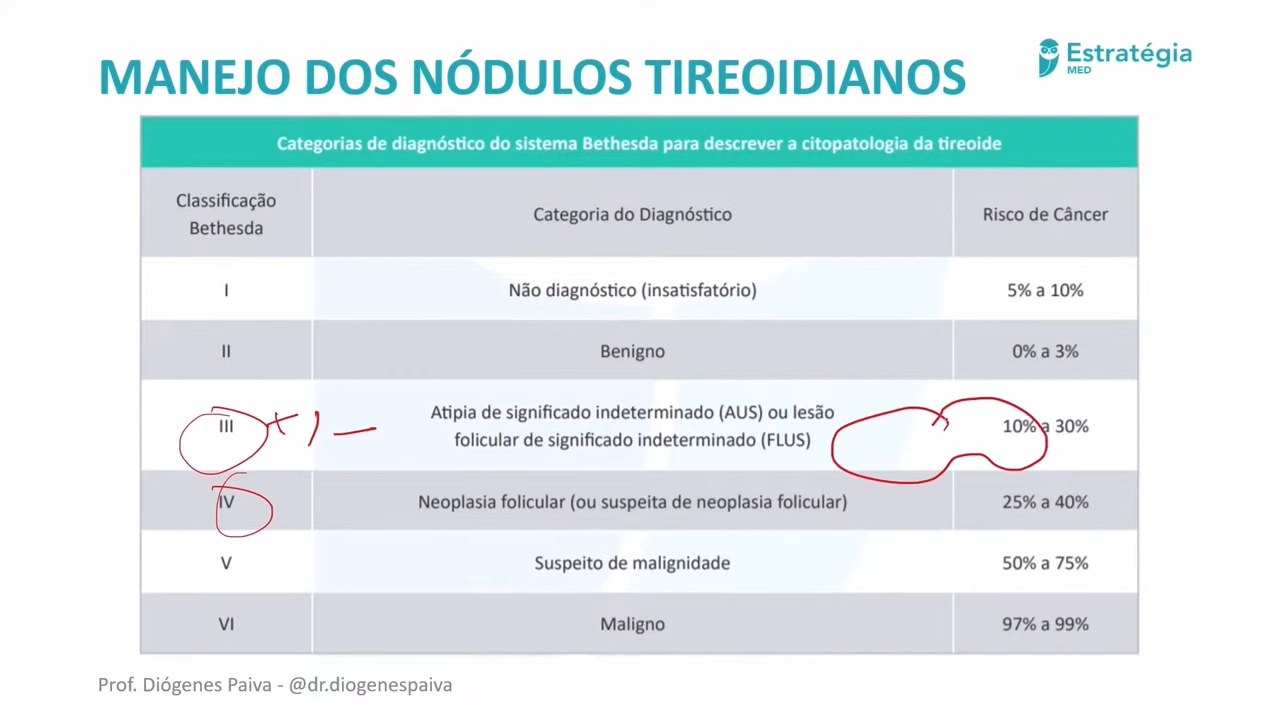 MANEJO DOS NÓDULOS TIREOIDIANOS
Estratégia
MED
Categorias de diagnóstico do sistema Bethesda para descrever a citopatologia da tireoide
Classificação
Bethesda
Categoria do Diagnóstico
Risco de Câncer
I
Não diagnóstico (insatisfatório)
5% a 10%
II
Benigno
0% a 3%
III
+/-
Atipia de significado indeterminado (AUS) ou lesão
folicular de significado indeterminado (FLUS)
10% a 30%
IV
Neoplasia folicular (ou suspeita de neoplasia folicular)
25% a 40%
V
Suspeito de malignidade
50% a 75%
VI
Maligno
97% a 99%
Prof. Diógenes Paiva - @dr.diogenespaiva